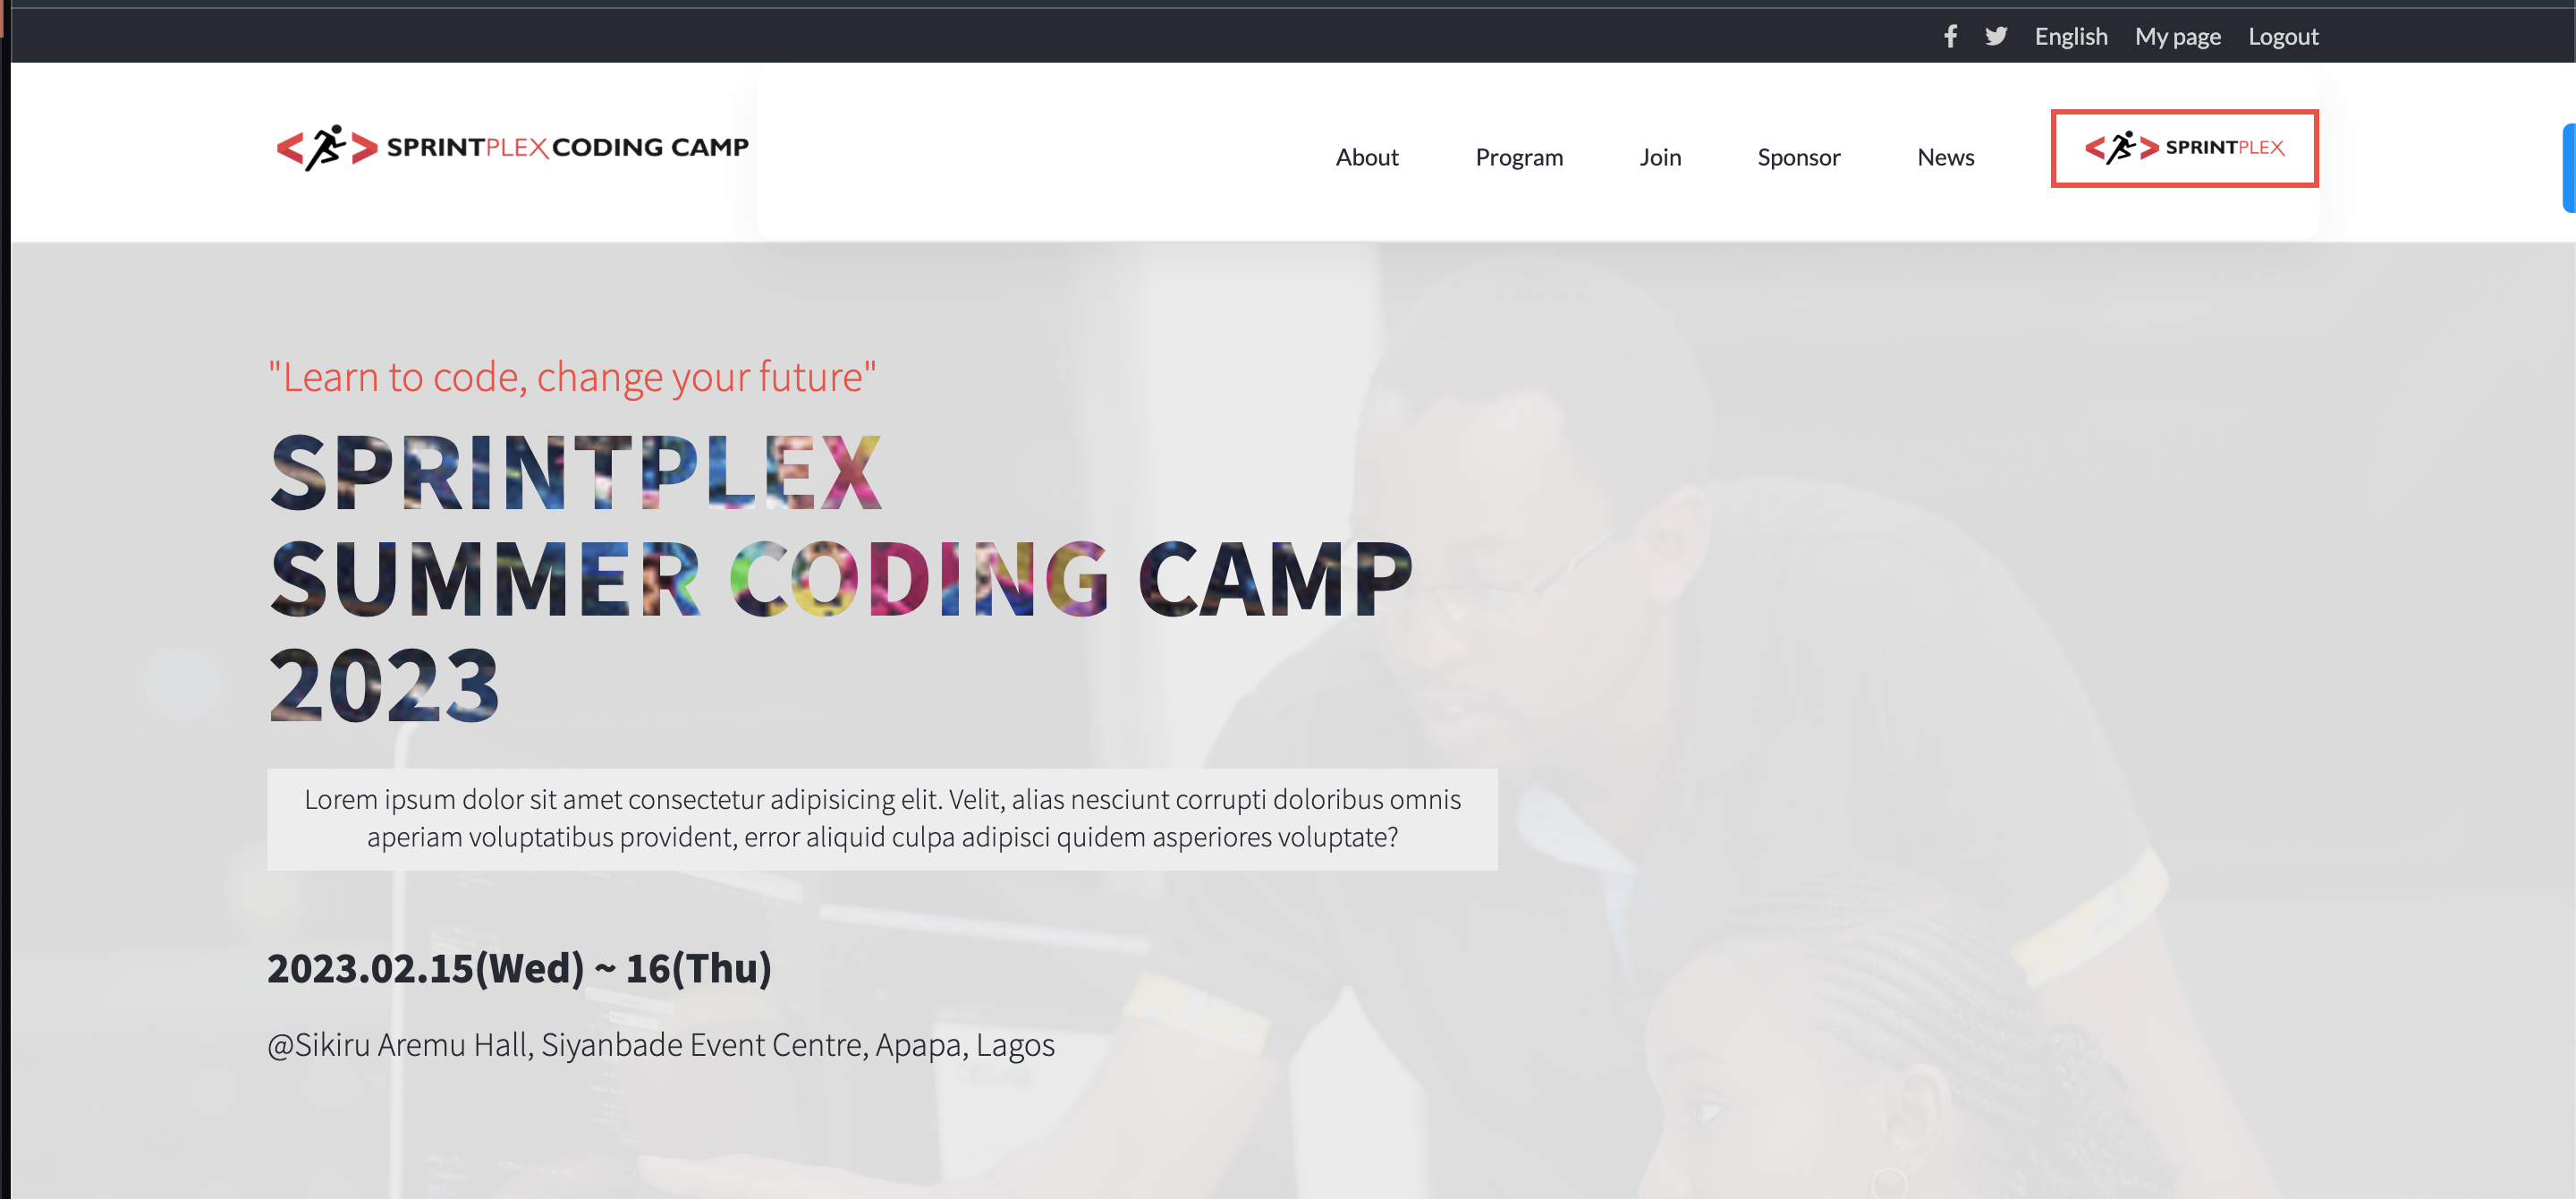 English My page Logout
SPRINTPLEX CODING CAMP
About Program Join Sponsor News
SPRINTPLEX
"Learn to code, change your future"
SPRINTPLEX
SUMMER CODING CAMP
2023
Lorem ipsum dolor sit amet consectetur adipisicing elit. Velit, alias nesciunt corrupti doloribus omnis
aperiam voluptatibus provident, error aliquid culpa adipisci quidem asperiores voluptate?
2023.02.15(Wed) ~ 16(Thu)
@Sikiru Aremu Hall, Siyanbade Event Centre, Apapa, Lagos